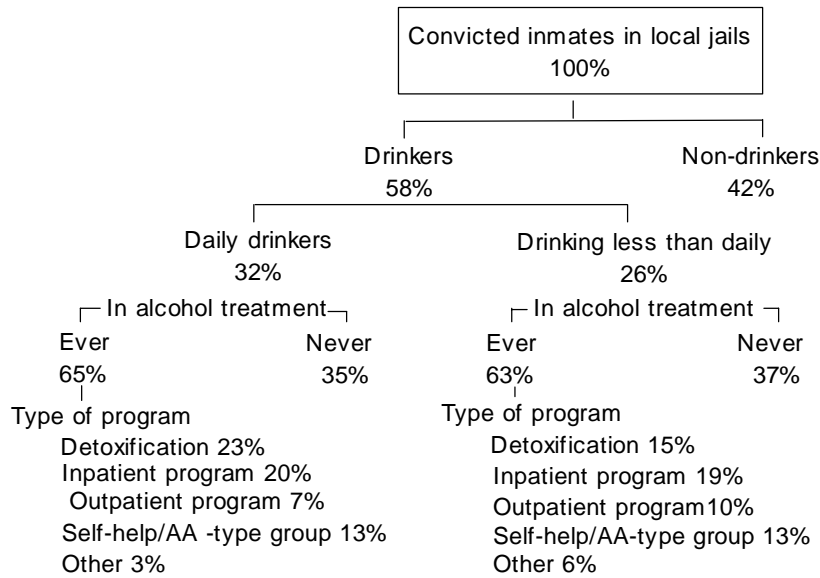 Convicted inmates in local jails
100%
Drinkers Non-drinkers
58% 42%
Daily drinkers Drinking less than daily
32% 26%
In alcohol treatment In alcohol treatment
Ever Never Ever Never
65% 35% 63% 37%
Type of program Type of program
Detoxification 23% Detoxification 15%
Inpatient program 20% Inpatient program 19%
Outpatient program 7% Outpatient program10%
Self-help/AA -type group 13% Self-help/AA-type group 13%
Other 3% Other 6%